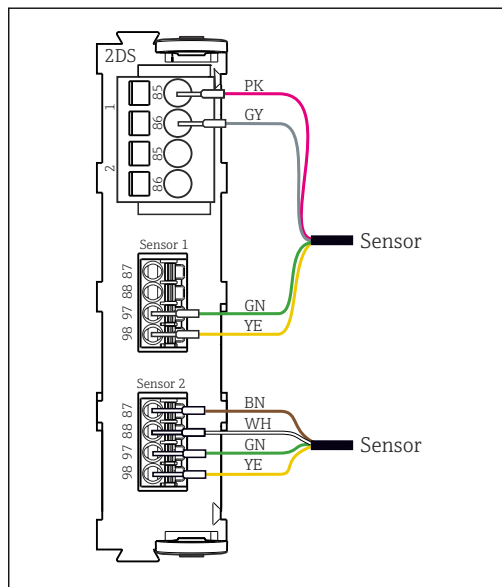 2DS
1
85
PK
86
GY
2
85
86
Sensor
Sensor 1
87
88
97
GN
98
YE
Sensor 2
87
BN
88
WH
97
GN
Sensor
98
YE